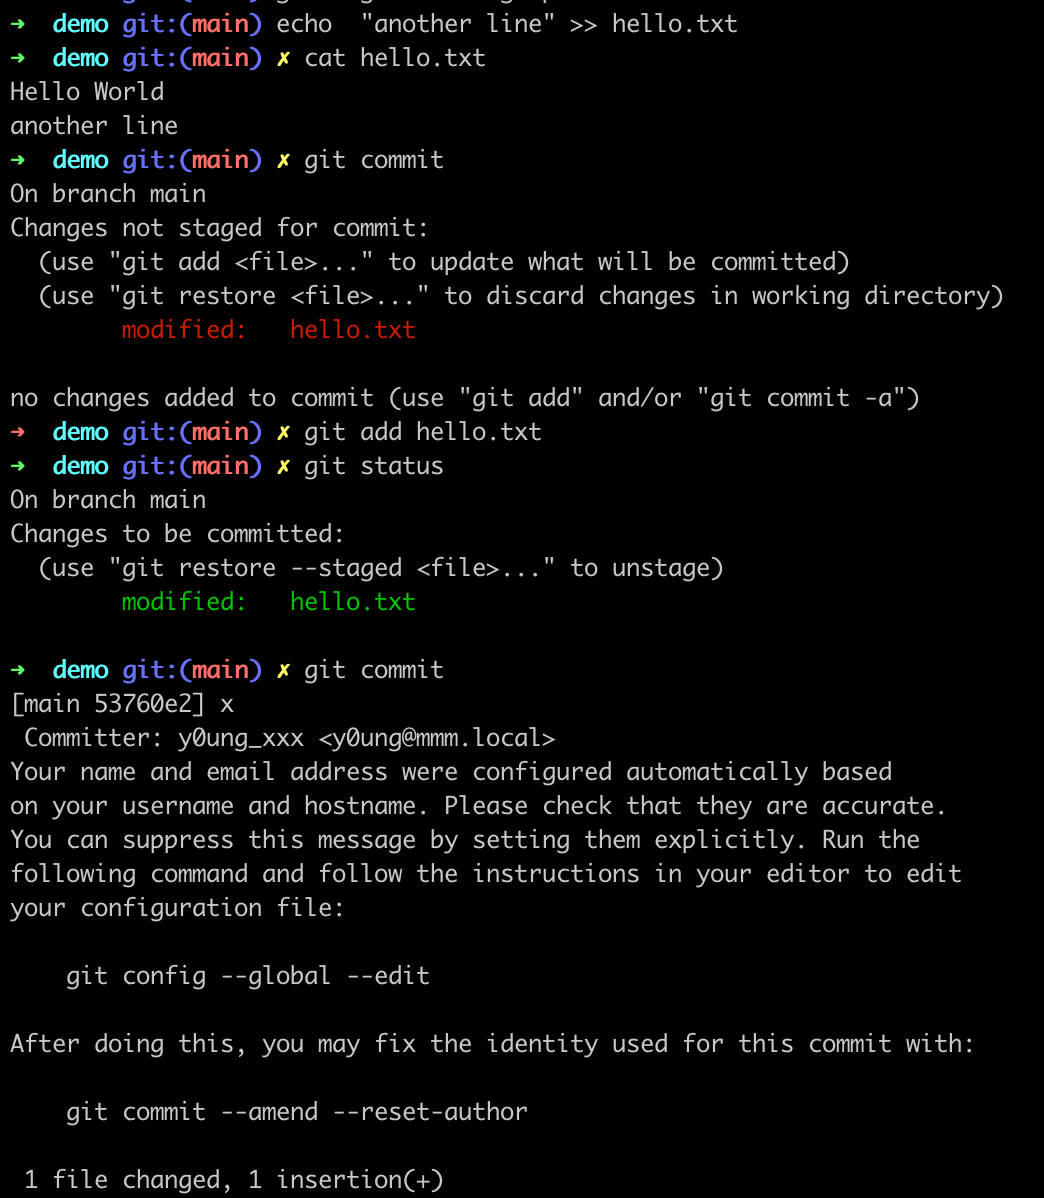 ➜  demo git:(main) echo  "another line" >> hello.txt
➜  demo git:(main) ✗ cat hello.txt
Hello World
another line
➜  demo git:(main) ✗ git commit
On branch main
Changes not staged for commit:
  (use "git add <file>..." to update what will be committed)
  (use "git restore <file>..." to discard changes in working directory)
        modified:   hello.txt

no changes added to commit (use "git add" and/or "git commit -a")
➜  demo git:(main) ✗ git add hello.txt
➜  demo git:(main) ✗ git status
On branch main
Changes to be committed:
  (use "git restore --staged <file>..." to unstage)
        modified:   hello.txt

➜  demo git:(main) ✗ git commit
[main 53760e2] x
 Committer: y0ung_xxx <y0ung@mmm.local>
Your name and email address were configured automatically based
on your username and hostname. Please check that they are accurate.
You can suppress this message by setting them explicitly. Run the
following command and follow the instructions in your editor to edit
your configuration file:

    git config --global --edit

After doing this, you may fix the identity used for this commit with:

    git commit --amend --reset-author

 1 file changed, 1 insertion(+)